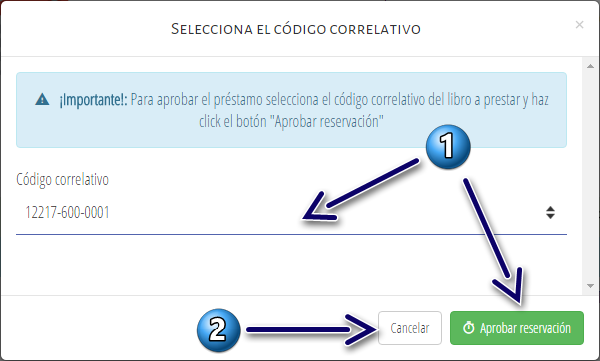 Selecciona el código correlativo
×
¡Importante!: Para aprobar el préstamo selecciona el código correlativo del libro a prestar y haz
click el botón "Aprobar reservación"
1
Código correlativo
12217-600-0001
2
Cancelar
Aprobar reservación